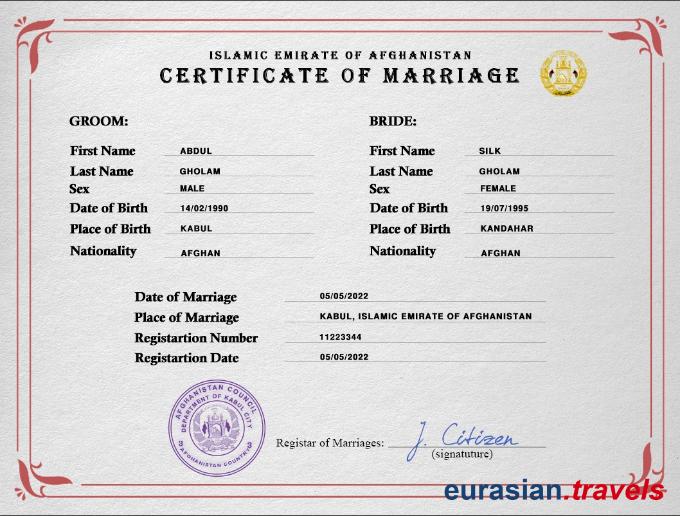 ISLAMIC EMIRATE OF AFGHANISTAN
CERTIFICATE OF MARRIAGE
GROOM:
First Name ABDUL
Last Name GHOLAM
Sex MALE
Date of Birth 14/02/1990
Place of Birth KABUL
Nationality AFGHAN
BRIDE:
First Name SILK
Last Name GHOLAM
Sex FEMALE
Date of Birth 19/07/1995
Place of Birth KANDAHAR
Nationality AFGHAN
Date of Marriage 05/05/2022
Place of Marriage KABUL, ISLAMIC EMIRATE OF AFGHANISTAN
Registartion Number 11223344
Registartion Date 05/05/2022
AFGHANISTAN COUNCIL
DEPARTMENT OF KABUL CITY
3 AFGHANISTAN COUNTRY 3
Registar of Marriages: J. Citizen
(signatuture)
eurasian.travels